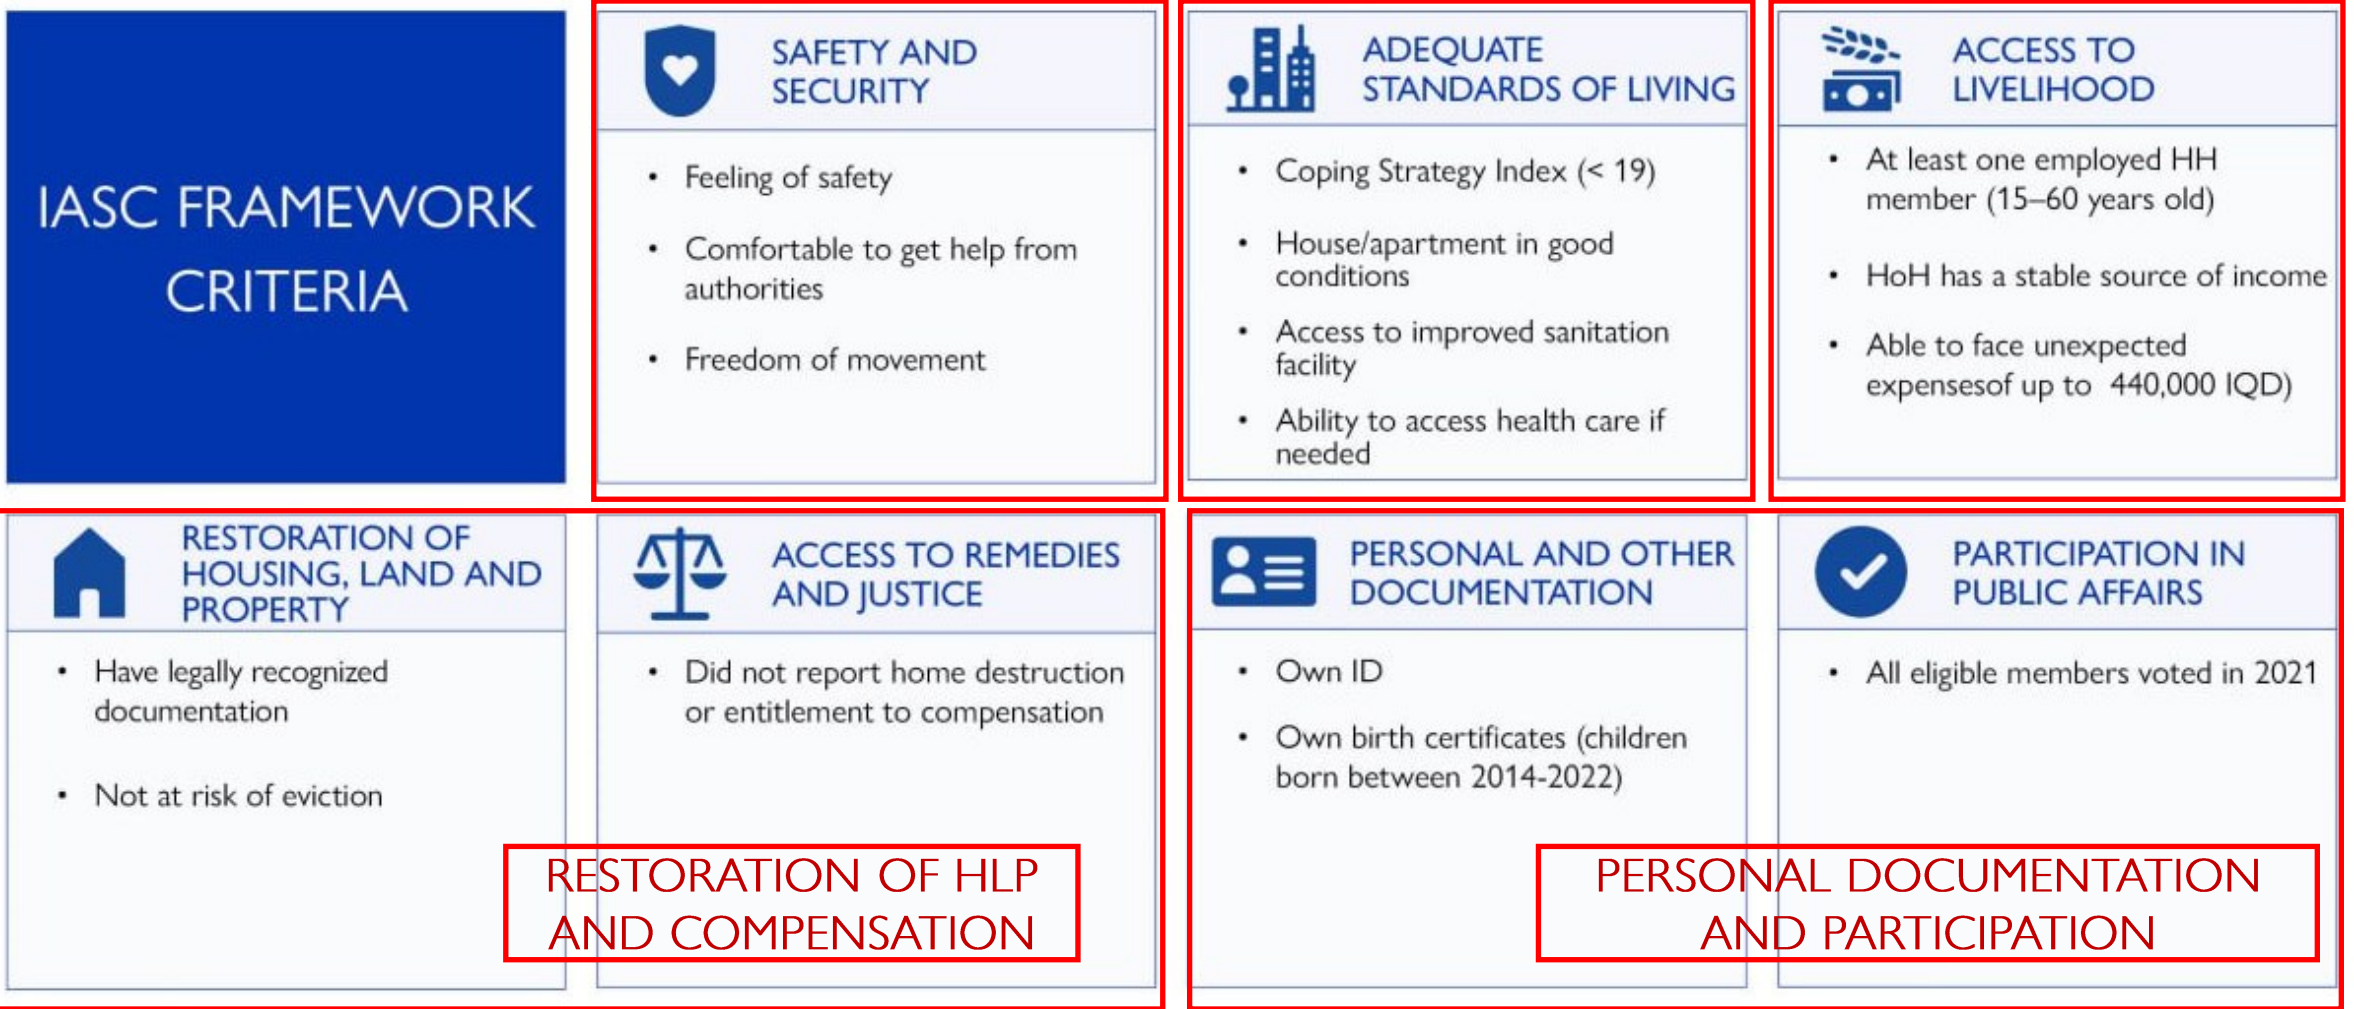 IASC FRAMEWORK
CRITERIA
SAFETY AND
SECURITY
• Feeling of safety
• Comfortable to get help from
authorities
• Freedom of movement
ADEQUATE
STANDARDS OF LIVING
• Coping Strategy Index (< 19)
• House/apartment in good
conditions
• Access to improved sanitation
facility
• Ability to access health care if
needed
ACCESS TO
LIVELIHOOD
• At least one employed HH
member (15–60 years old)
• HoH has a stable source of income
• Able to face unexpected
expensesof up to 440,000 IQD)
RESTORATION OF
HOUSING, LAND AND
PROPERTY
• Have legally recognized
documentation
• Not at risk of eviction
ACCESS TO REMEDIES
AND JUSTICE
• Did not report home destruction
or entitlement to compensation
RESTORATION OF HLP
AND COMPENSATION
PERSONAL AND OTHER
DOCUMENTATION
• Own ID
• Own birth certificates (children
born between 2014-2022)
PARTICIPATION IN
PUBLIC AFFAIRS
• All eligible members voted in 2021
PERSONAL DOCUMENTATION
AND PARTICIPATION